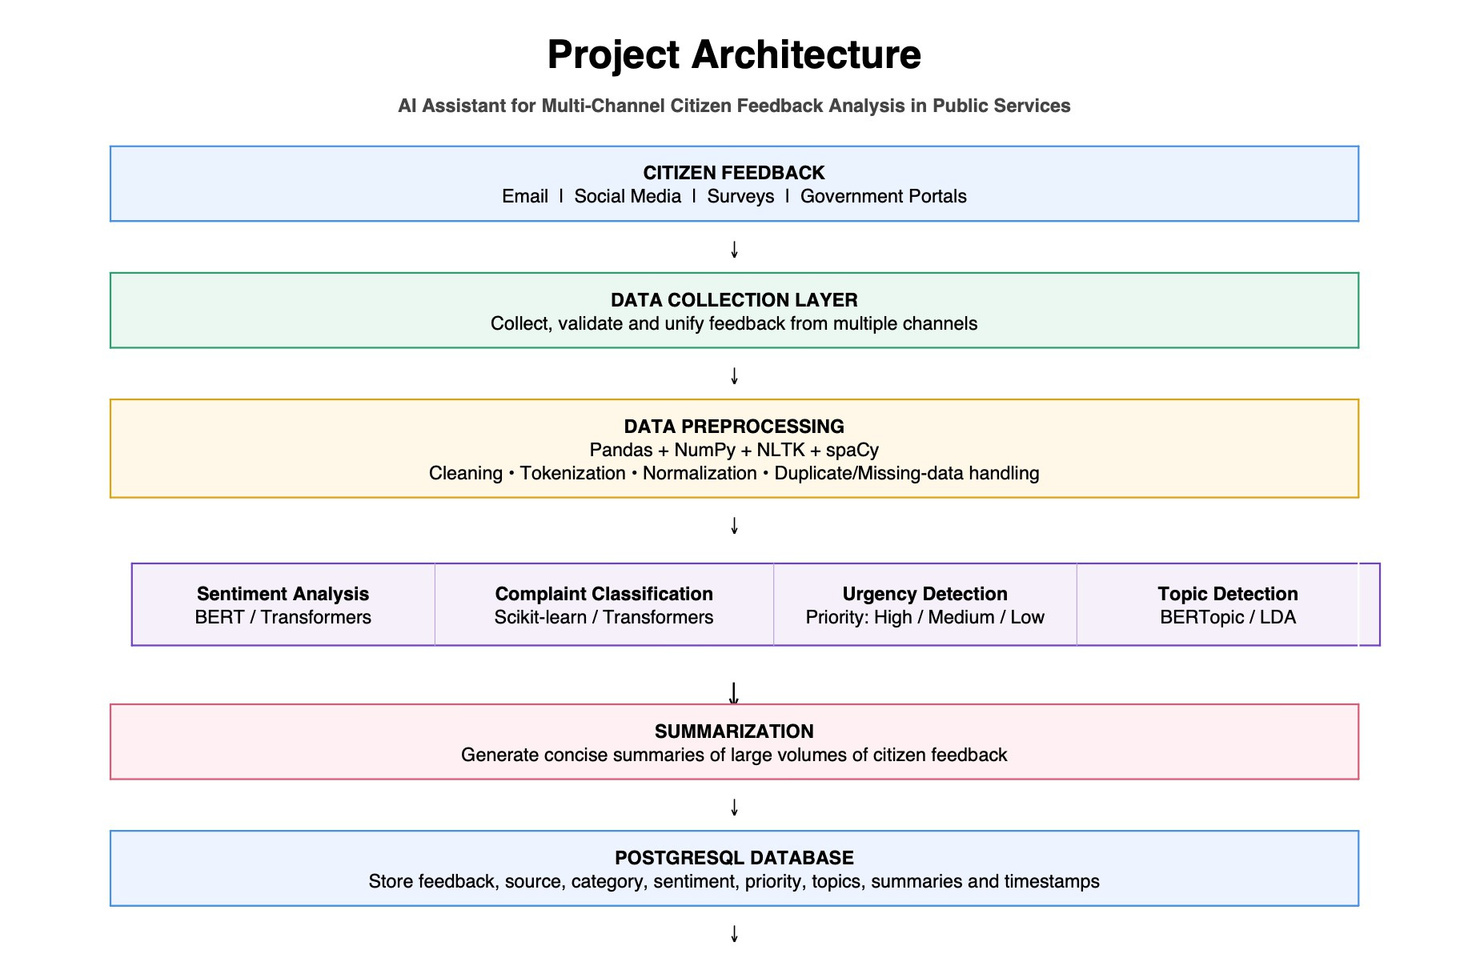 Project Architecture
AI Assistant for Multi-Channel Citizen Feedback Analysis in Public Services
CITIZEN FEEDBACK
Email | Social Media | Surveys | Government Portals
↓
DATA COLLECTION LAYER
Collect, validate and unify feedback from multiple channels
↓
DATA PREPROCESSING
Pandas + NumPy + NLTK + spaCy
Cleaning • Tokenization • Normalization • Duplicate/Missing-data handling
↓
Sentiment Analysis
BERT / Transformers
Complaint Classification
Scikit-learn / Transformers
Urgency Detection
Priority: High / Medium / Low
Topic Detection
BERTopic / LDA
↓
SUMMARIZATION
Generate concise summaries of large volumes of citizen feedback
↓
POSTGRESQL DATABASE
Store feedback, source, category, sentiment, priority, topics, summaries and timestamps
↓